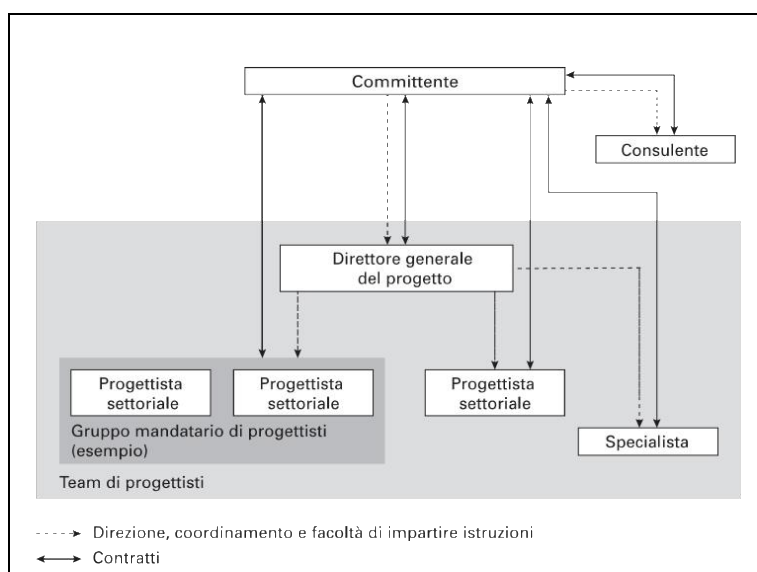 Committente
Consulente
Direttore generale
del progetto
Progettista
settoriale
Progettista
settoriale
Progettista
settoriale
Gruppo mandatario di progettisti
(esempio)
Specialista
Team di progettisti
Direzione, coordinamento e facoltà di impartire istruzioni
Contratti